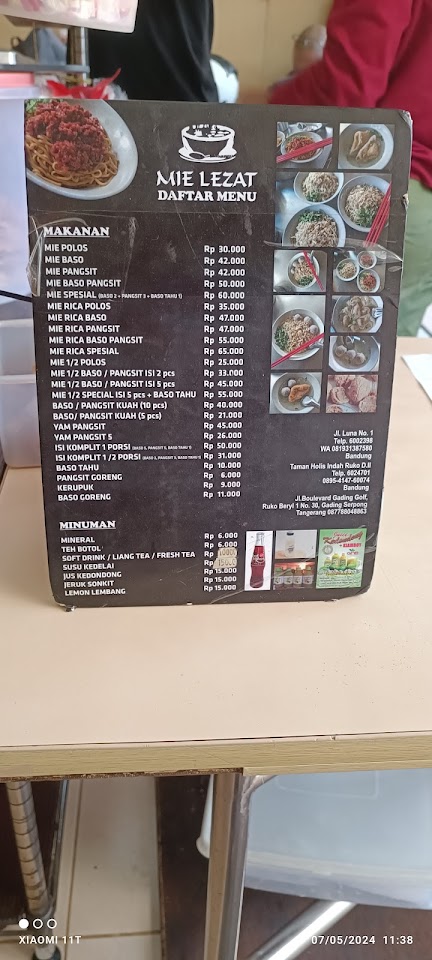 MIE LEZAT
DAFTAR MENU
MAKANAN
MIE POLOS Rp 30.000
MIE BASO Rp 42.000
MIE PANGSIT Rp 42.000
MIE BASO PANGSIT Rp 50.000
MIE SPESIAL (BASO 2 + PANGSIT 3 + BASO TAHU 1) Rp 60.000
MIE RICA POLOS Rp 35.000
MIE RICA BASO Rp 47.000
MIE RICA PANGSIT Rp 47.000
MIE RICA BASO PANGSIT Rp 55.000
MIE RICA SPESIAL Rp 65.000
MIE 1/2 POLOS Rp 25.000
MIE 1/2 BASO / PANGSIT ISI 2 pcs Rp 33.000
MIE 1/2 BASO / PANGSIT ISI 5 pcs Rp 45.000
MIE 1/2 SPECIAL ISI 5 pcs + BASO TAHU Rp 55.000
BASO / PANGSIT KUAH (10 pcs) Rp 40.000
BASO/ PANGSIT KUAH (5 pcs) Rp 21.000
YAM PANGSIT Rp 45.000
YAM PANGSIT 5 Rp 26.000
ISI KOMPLIT 1 PORSI Rp 50.000
ISI KOMPLIT 1 /2 PORSI Rp 31.000
BASO TAHU Rp 10.000
PANGSIT GORENG Rp 6.000
KERUPUK Rp 9.000
BASO GORENG Rp 11.000
Jl. Luna No. 1
Telp. 6002398
WA 081931387580
Bandung
Taman Holis Indah Ruko D.II
Telp. 6024701
0895-4147-60074
Bandung
Jl.Boulevard Gading Golf,
Ruko Beryl 1 No. 30, Gading Serpong
Tangerang 087788048863
MINUMAN
MINERAL Rp 6.000
TEH BOTOL Rp 6.000
SOFT DRINK / LIANG TEA / FRESH TEA Rp
SUSU KEDELAI Rp
JUS KEDONDONG Rp 15.000
JERUK SONKIT Rp 15.000
LEMON LEMBANG Rp 15.000
XIAOMI 11T
07/05/2024 11:38